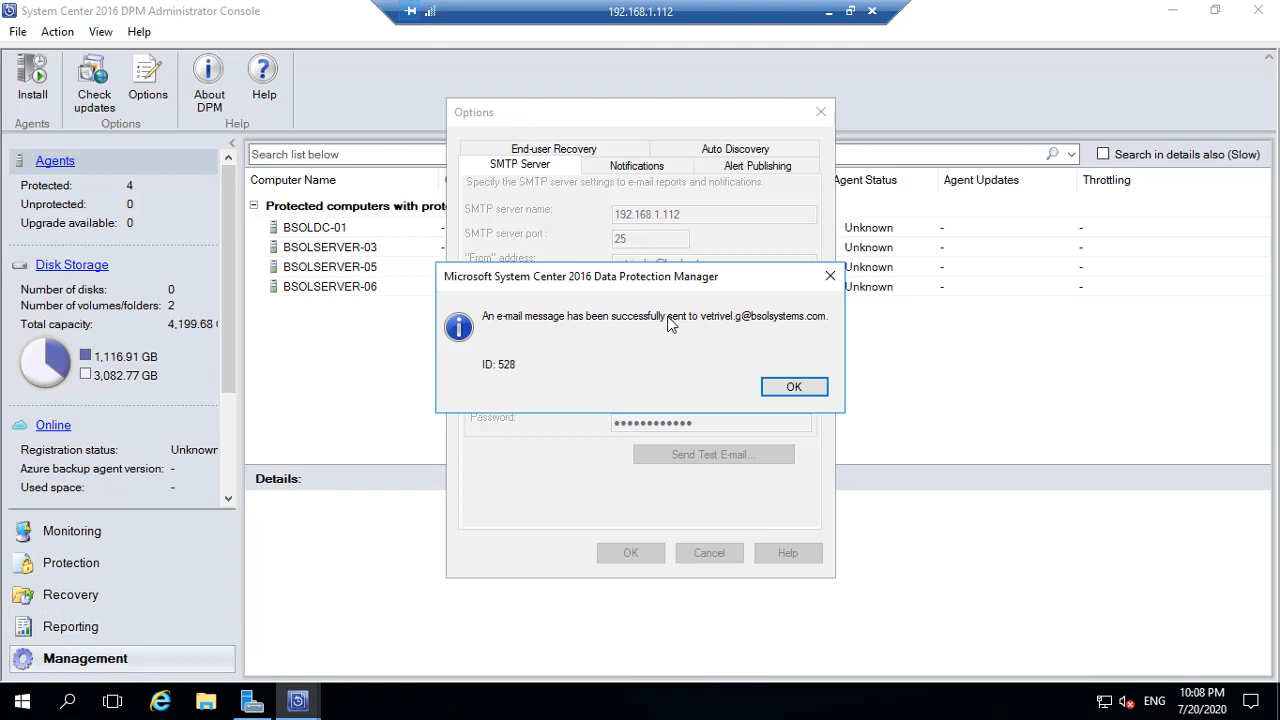 System Center 2016 DPM Administrator Console
192.168.1.112
File Action View Help
Install
Check updates
Options
About DPM
Help
Agents
Options
Help
Agents
Protected: 4
Unprotected: 0
Upgrade available: 0
Disk Storage
Number of disks: 0
Number of volumes/folders: 2
Total capacity: 4,199.68
1,116.91 GB
3,082.77 GB
Online
Registration status: Unknown
Azure backup agent version: -
Used space: -
Monitoring
Protection
Recovery
Reporting
Management
Search list below
Search in details also (Slow)
Computer Name
Agent Status
Agent Updates
Throttling
Protected computers with prot
BSOLDC-01 - Unknown - -
BSOLSERVER-03 - Unknown - -
BSOLSERVER-05 - Unknown - -
BSOLSERVER-06 - Unknown - -
Details:
Options
End-user Recovery
Auto Discovery
SMTP Server
Notifications
Alert Publishing
Specify the SMTP server settings to e-mail reports and notifications.
SMTP server name: 192.168.1.112
SMTP server port : 25
"From" address:
Microsoft System Center 2016 Data Protection Manager
An e-mail message has been successfully sent to vetrivel.g@bsolsystems.com.
ID: 528
OK
Password: ●●●●●●●●●●●●
Send Test E-mail...
OK
Cancel
Help
ENG
10:08 PM
7/20/2020